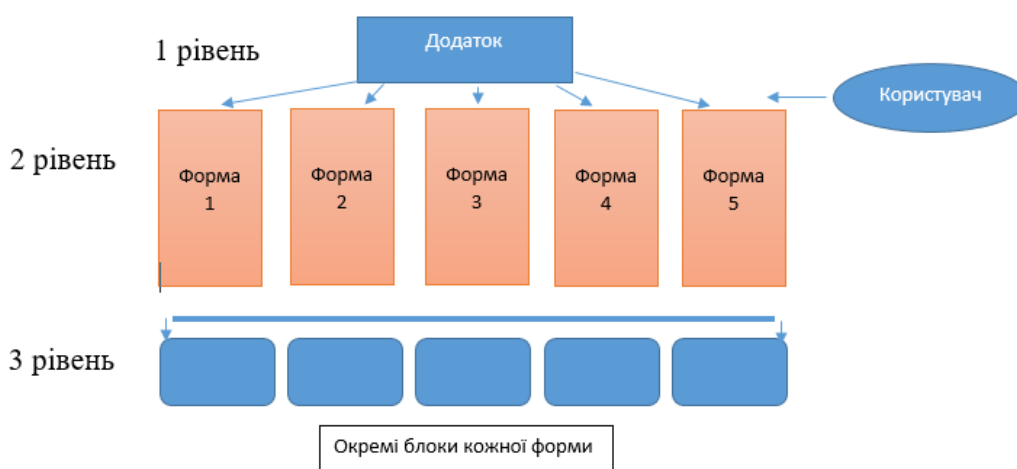 1 рівень
Додаток
Користувач
2 рівень
Форма
1
Форма
2
Форма
3
Форма
4
Форма
5
3 рівень
Окремі блоки кожної форми